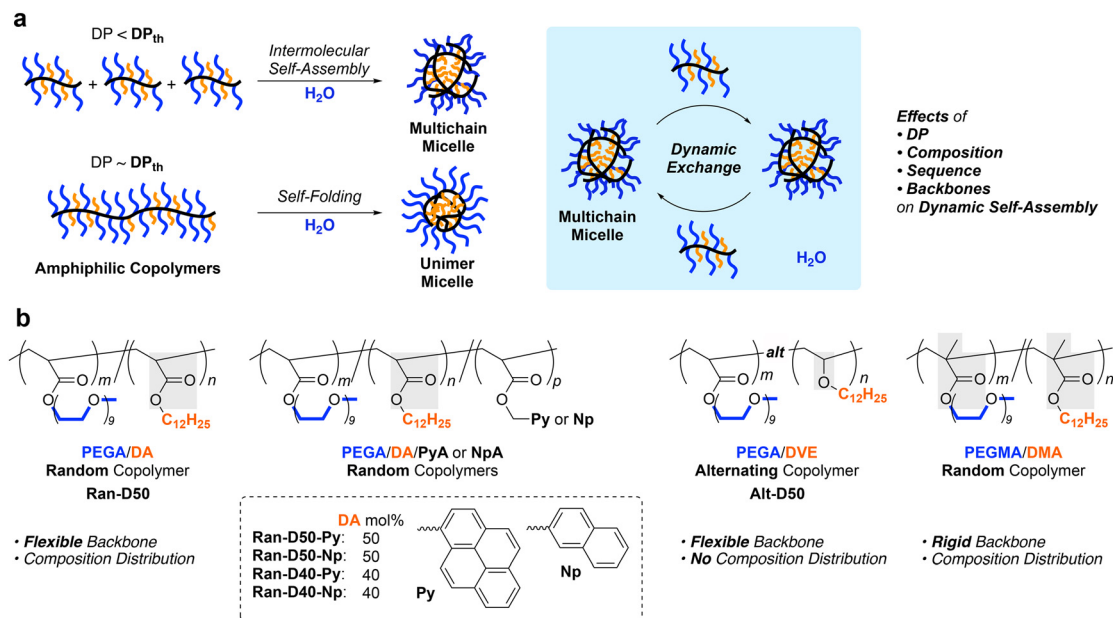 a
DP < DPth
+
+
Intermolecular
Self-Assembly
H2O
Multichain
Micelle
DP ~ DPth
Amphiphilic Copolymers
Self-Folding
H2O
Unimer
Micelle
Multichain
Micelle
Dynamic
Exchange
H2O
Effects of
• DP
• Composition
• Sequence
• Backbones
on Dynamic Self-Assembly
b
m
n
O
O
O
O
O
9
C12H25
PEGA/DA
Random Copolymer
Ran-D50
• Flexible Backbone
• Composition Distribution
m
n
p
O
O
O
O
O
O
O
9
C12H25
Py or Np
PEGA/DA/PyA or NpA
Random Copolymers
DA mol%
Ran-D50-Py: 50
Ran-D50-Np: 50
Ran-D40-Py: 40
Ran-D40-Np: 40
Py
Np
alt
m
n
O
O
O
O
9
C12H25
PEGA/DVE
Alternating Copolymer
Alt-D50
• Flexible Backbone
• No Composition Distribution
m
n
O
O
O
O
O
9
C12H25
PEGMA/DMA
Random Copolymer
• Rigid Backbone
• Composition Distribution